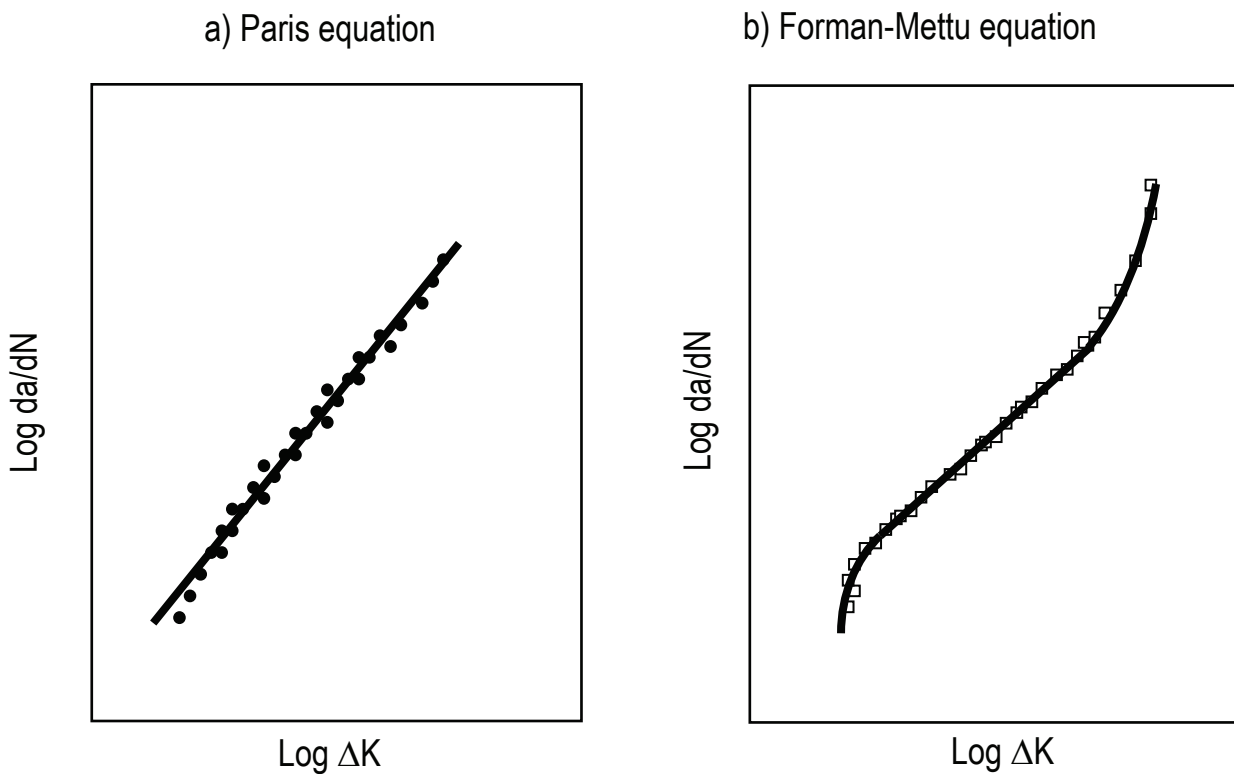 a) Paris equation
b) Forman-Mettu equation
Log da/dN
Log ΔK
Log da/dN
Log ΔK